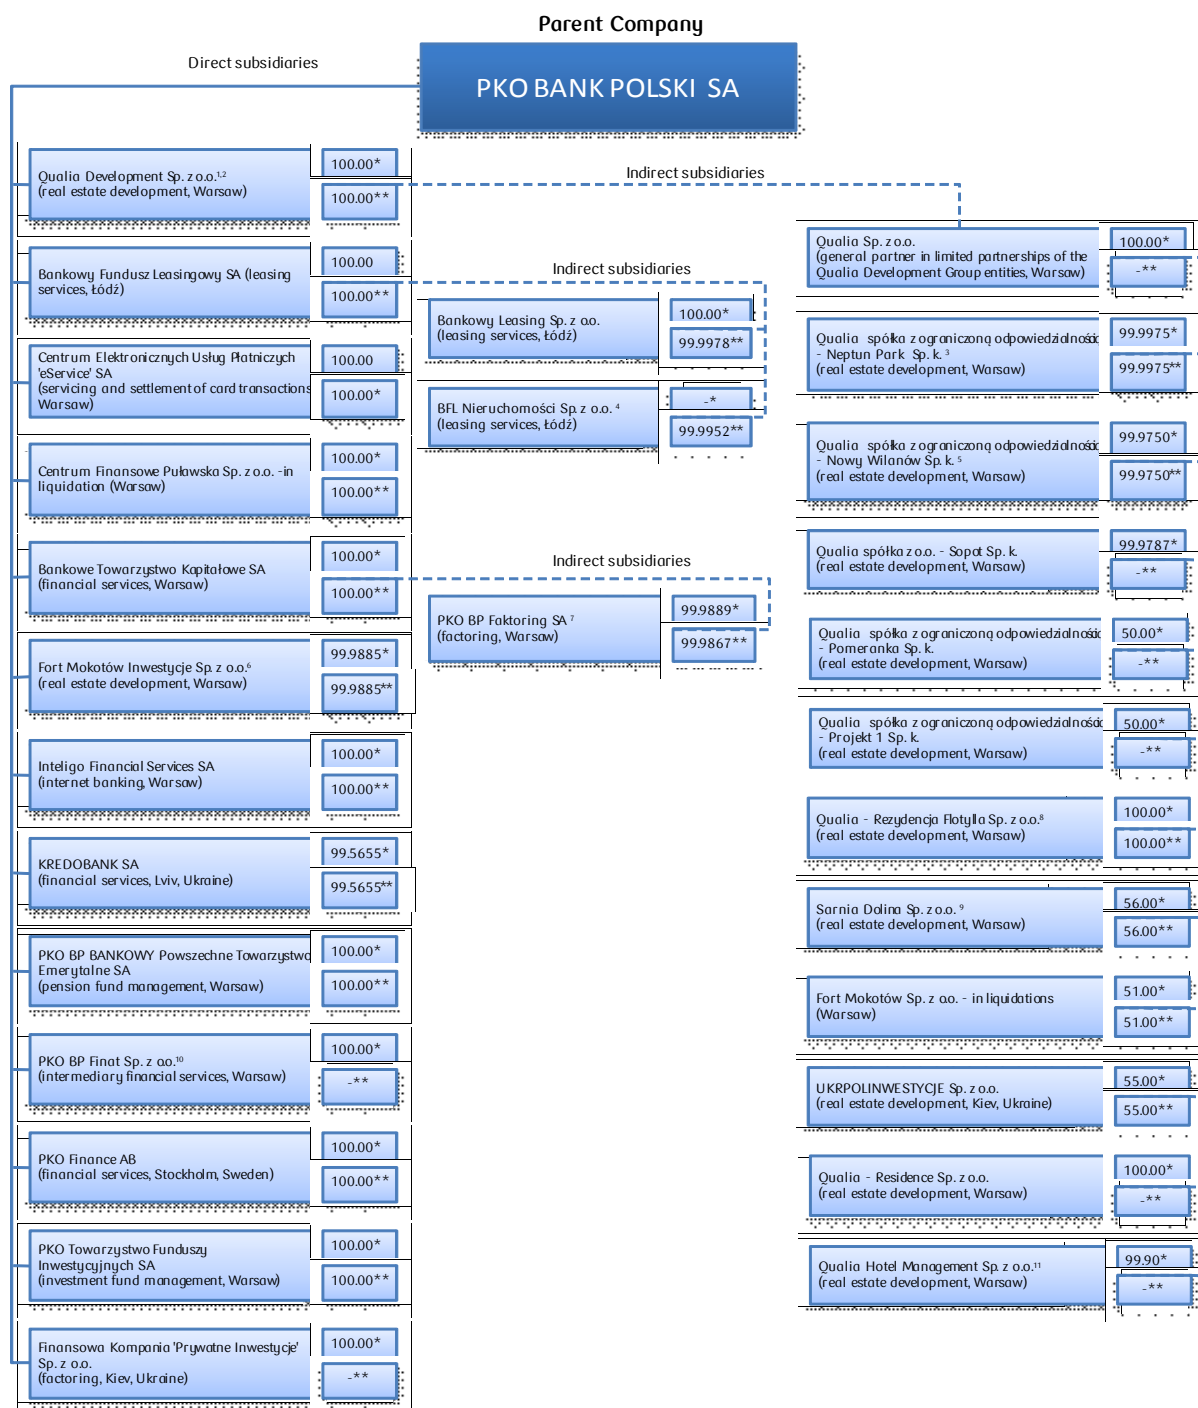 Parent Company
Direct subsidiaries
PKO BANK POLSKI SA
Qualia Development Sp. z o.o.1,2
(real estate development, Warsaw)
100.00*
100.00**
Bankowy Fundusz Leasingowy SA (leasing
services, Łódź)
100.00
100.00**
Centrum Elektronicznych Usług Płatniczych
'eService' SA
(servicing and settlement of card transactions
Warsaw)
100.00
100.00*
Centrum Finansowe Puławska Sp. z o.o. -in
liquidation (Warsaw)
100.00*
100.00**
Bankowe Towarzystwo Kapitałowe SA
(financial services, Warsaw)
100.00*
100.00**
Fort Mokotów Inwestycje Sp. z o.o.6
(real estate development, Warsaw)
99.9885*
99.9885**
Inteligo Financial Services SA
(internet banking, Warsaw)
100.00*
100.00**
KREDOBANK SA
(financial services, Lviv, Ukraine)
99.5655*
99.5655**
PKO BP BANKOWY Powszechne Towarzystwo
Emerytalne SA
(pension fund management, Warsaw)
100.00*
100.00**
PKO BP Finat Sp. z o.o.10
(intermediary financial services, Warsaw)
100.00*
-**
PKO Finance AB
(financial services, Stockholm, Sweden)
100.00*
100.00**
PKO Towarzystwo Funduszy
Inwestycyjnych SA
(investment fund management, Warsaw)
100.00*
100.00**
Finansowa Kompania 'Prywatne Inwestycje'
Sp. z o.o.
(factoring, Kiev, Ukraine)
100.00*
-**
Indirect subsidiaries
Bankowy Leasing Sp. z o.o.
(leasing services, Łódź)
100.00*
99.9978**
BFL Nieruchomości Sp. z o.o. 4
(leasing services, Łódź)
-*
99.9952**
Indirect subsidiaries
PKO BP Faktoring SA 7
(factoring, Warsaw)
99.9889*
99.9867**
Indirect subsidiaries
Qualia Sp. z o.o.
(general partner in limited partnerships of the
Qualia Development Group entities, Warsaw)
100.00*
-**
Qualia spółka z ograniczoną odpowiedzialnością
- Neptun Park Sp. k. 3
(real estate development, Warsaw)
99.9975*
99.9975**
Qualia spółka z ograniczoną odpowiedzialnością
- Nowy Wilanów Sp. k. 5
(real estate development, Warsaw)
99.9750*
99.9750**
Qualia spółka z o.o. - Sopot Sp. k.
(real estate development, Warsaw)
99.9787*
-**
Qualia spółka z ograniczoną odpowiedzialnością
- Pomeranka Sp. k.
(real estate development, Warsaw)
50.00*
-**
Qualia spółka z ograniczoną odpowiedzialnością
- Projekt 1 Sp. k.
(real estate development, Warsaw)
50.00*
-**
Qualia - Rezydencja Flotylla Sp. z o.o.8
(real estate development, Warsaw)
100.00*
100.00**
Sarnia Dolina Sp. z o.o. 9
(real estate development, Warsaw)
56.00*
56.00**
Fort Mokotów Sp. z o.o. - in liquidations
(Warsaw)
51.00*
51.00**
UKRPOLINWESTYCJE Sp. z o.o.
(real estate development, Kiev, Ukraine)
55.00*
55.00**
Qualia - Residence Sp. z o.o.
(real estate development, Warsaw)
100.00*
-**
Qualia Hotel Management Sp. z o.o.11
(real estate development, Warsaw)
99.90*
-**